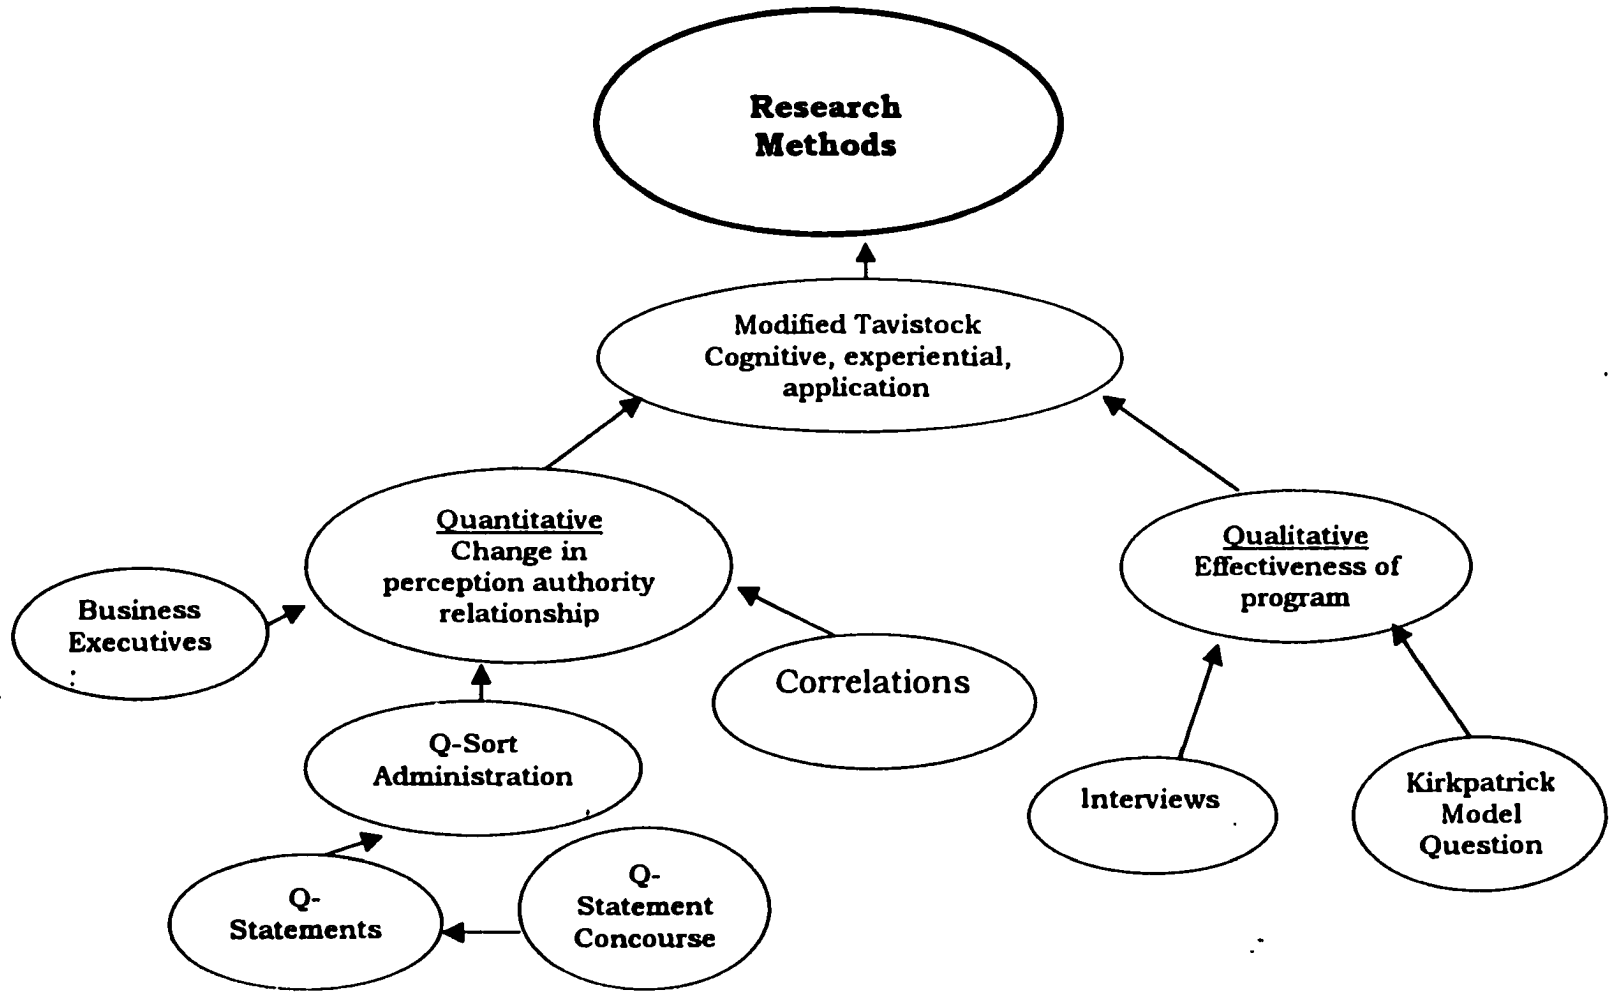 Research
Methods
Modified Tavistock
Cognitive, experiential,
application
Quantitative
Change in
perception authority
relationship
Qualitative
Effectiveness of
program
Business
Executives
Correlations
Q-Sort
Administration
Interviews
Kirkpatrick
Model
Question
Q-
Statements
Q-
Statement
Concourse